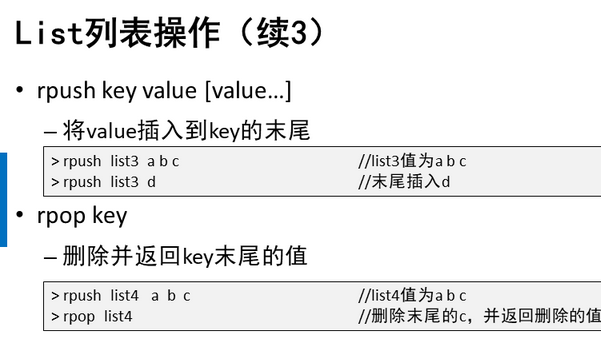 List列表操作（续3）
• rpush key value [value...]
– 将value插入到key的末尾
> rpush list3 a b c //list3值为a b c
> rpush list3 d //末尾插入d
• rpop key
– 删除并返回key末尾的值
> rpush list4 a b c //list4值为a b c
> rpop list4 //删除末尾的c，并返回删除的值